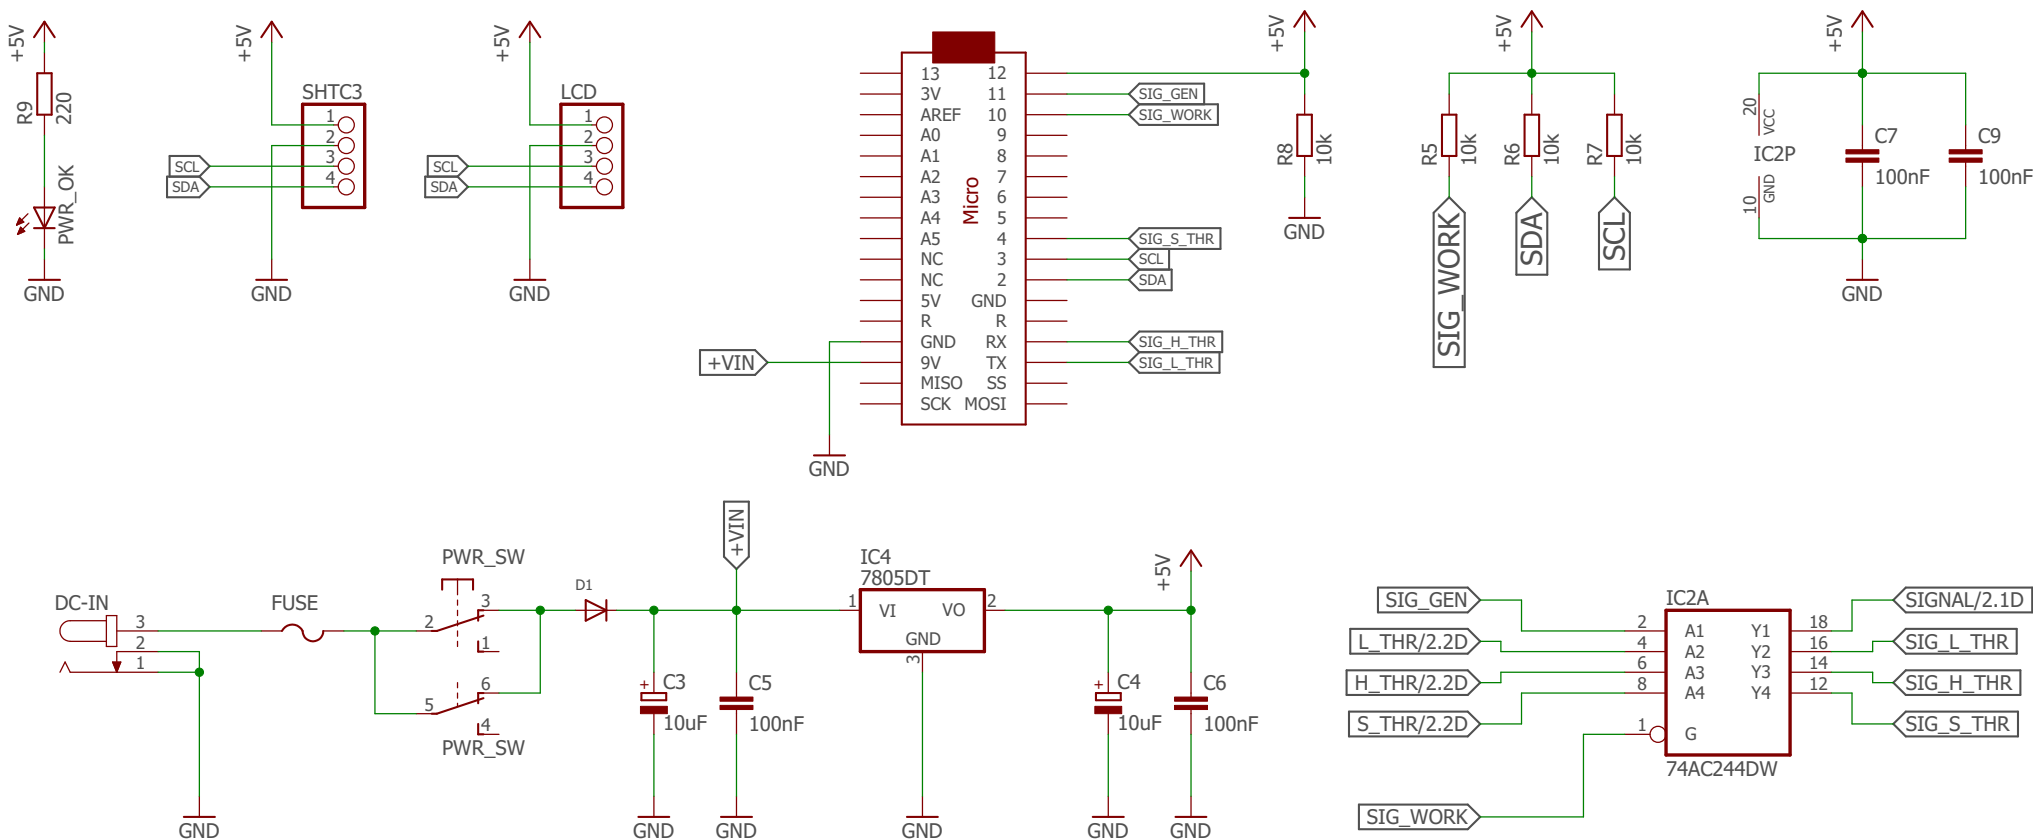 +5V
R9
220
PWR_OK
GND
+5V
SHTC3
1
2
3
4
SCL
SDA
GND
+5V
LCD
1
2
3
4
SCL
SDA
GND
Micro
13
3V
AREF
A0
A1
A2
A3
A4
A5
NC
NC
5V
R
GND
9V
MISO
SCK
12
11
10
9
8
7
6
5
4
3
2
GND
R
RX
TX
SS
MOSI
SIG_GEN
SIG_WORK
SIG_S_THR
SCL
SDA
SIG_H_THR
SIG_L_THR
+VIN
GND
+5V
R8
10k
GND
+5V
R5
10k
R6
10k
R7
10k
SIG_WORK
SDA
SCL
+5V
20
VCC
IC2P
10
GND
C7
100nF
C9
100nF
GND
DC-IN
3
2
1
GND
FUSE
PWR_SW
2
3
1
5
6
4
PWR_SW
D1
+VIN
C3
+
10uF
GND
C5
100nF
GND
IC4
7805DT
1
VI
VO
2
GND
3
GND
C4
+
10uF
GND
+5V
C6
100nF
GND
SIG_GEN
L_THR/2.2D
H_THR/2.2D
S_THR/2.2D
SIG_WORK
IC2A
2
A1
Y1
18
4
A2
Y2
16
6
A3
Y3
14
8
A4
Y4
12
1
G
74AC244DW
SIGNAL/2.1D
SIG_L_THR
SIG_H_THR
SIG_S_THR